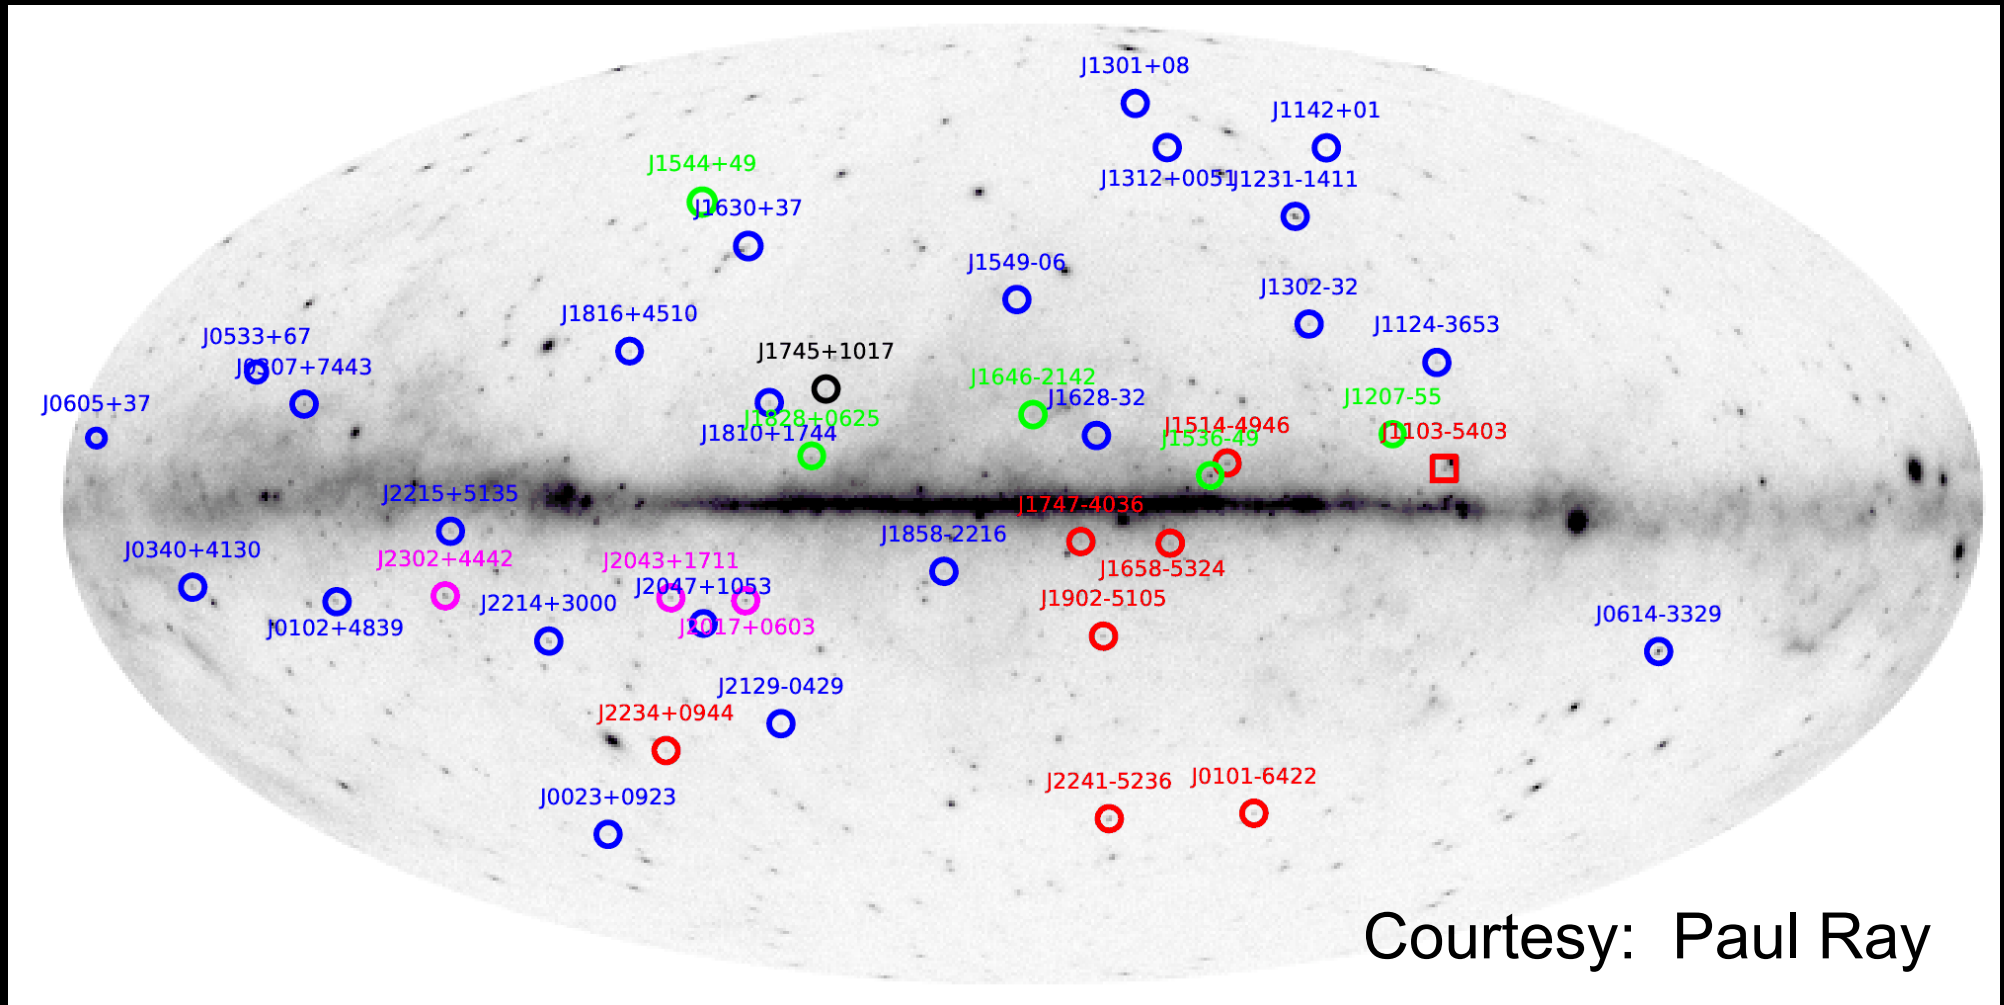 J1301+08
J1142+01
J1544+49
J1312+0051
J1231-1411
J1630+37
J1549-06
J1302-32
J1816+4510
J1124-3653
J0533+67
J1745+1017
J0307+7443
J1646-2142
J1628-32
J1207-55
J0605+37
J1828+0625
J1810+1744
J1514-4946
J1536-49
J1103-5403
J2215+5135
J1747-4036
J1858-2216
J0340+4130
J2302+4442
J2043+1711
J1658-5324
J2047+1053
J2214+3000
J1902-5105
J0102+4839
J2017+0603
J0614-3329
J2129-0429
J2234+0944
J2241-5236
J0101-6422
J0023+0923
Courtesy: Paul Ray